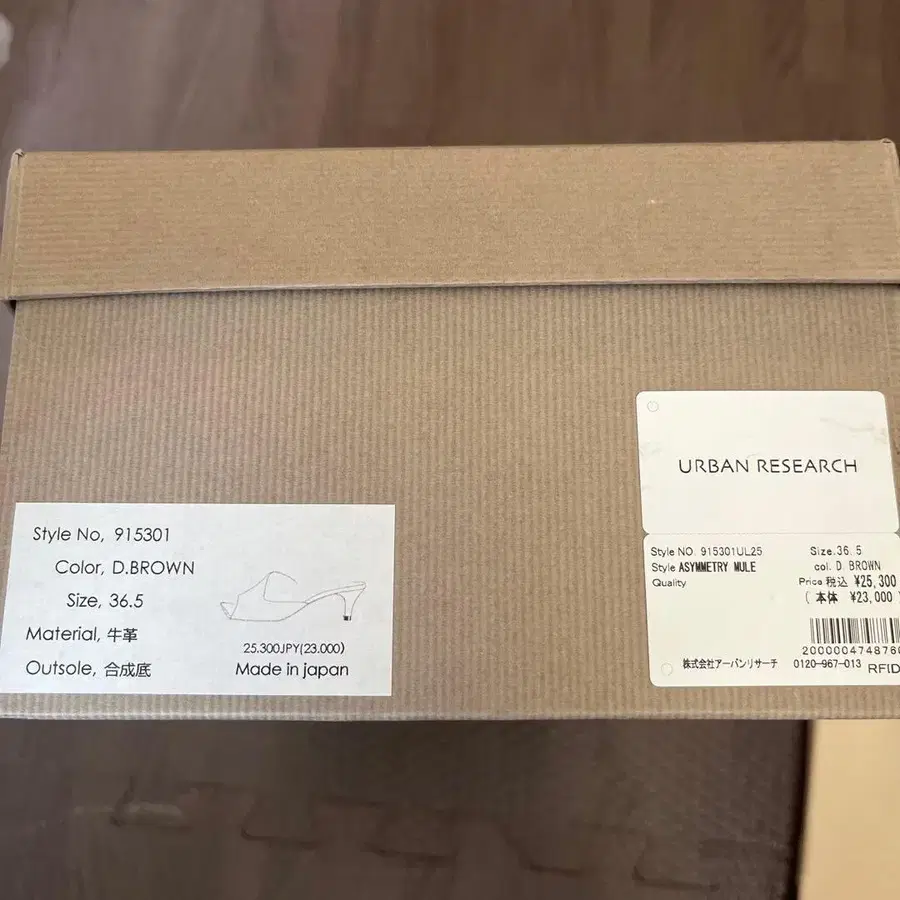 Style No, 915301
Color, D.BROWN
Size, 36.5
Material, 牛革
Outsole, 合成底
25.300JPY(23.000)
Made in japan
URBAN RESEARCH
Style NO. 915301UL25 Size.36.5
Style ASYMMETRY MULE col. D. BROWN
Quality Price 税込 ¥25,300
( 本体 ¥23,000 )
2000004748760
株式会社アーバンリサーチ 0120-967-013 RFID